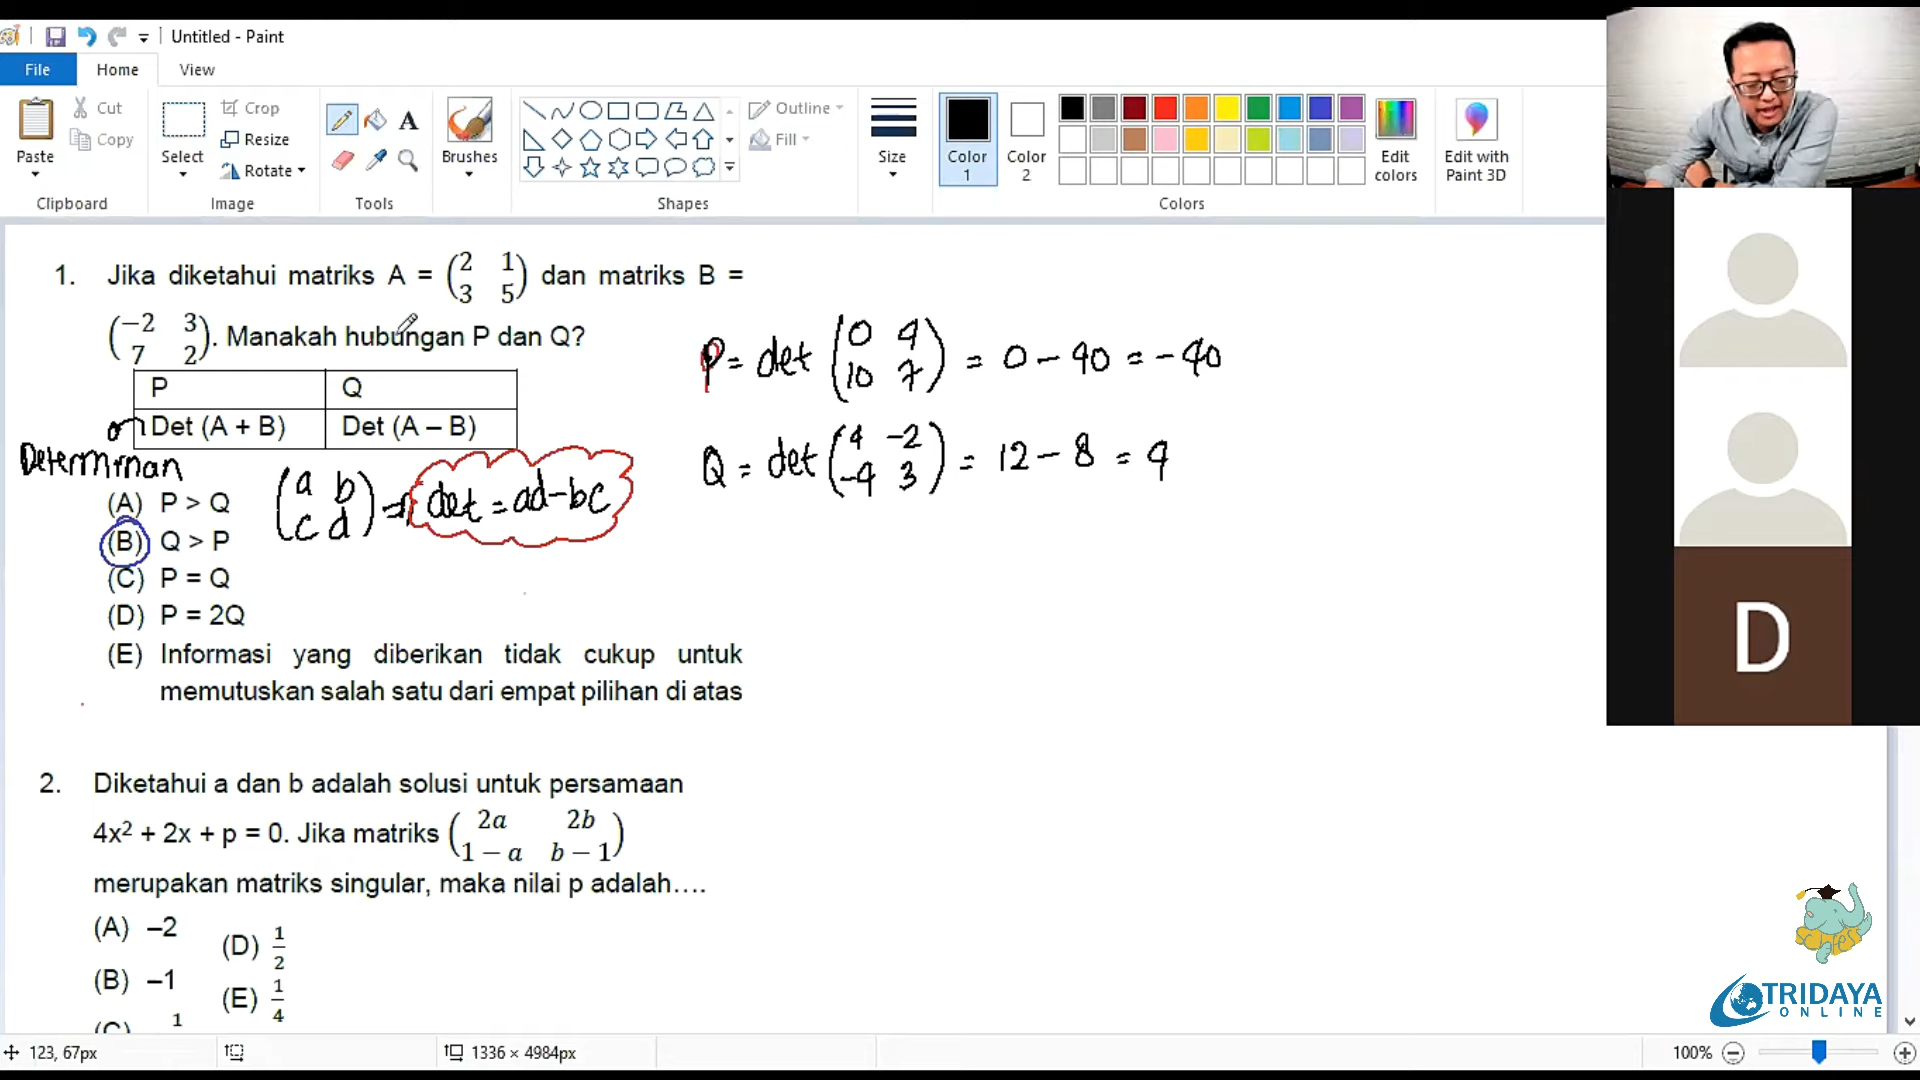 Untitled - Paint
File Home View
Paste Cut Copy Clipboard
Select Crop Resize Rotate Image
Tools
Brushes
Shapes Outline Fill
Size
Color 1 Color 2 Edit colors Colors
Edit with Paint 3D
1. Jika diketahui matriks A = (2 1 3 5) dan matriks B =
(−2 3 7 2). Manakah hubungan P dan Q?
P Q
Det (A + B) Det (A – B)
Determinan
(a b c d) ⇒ det = ad - bc
(A) P > Q
(B) Q > P
(C) P = Q
(D) P = 2Q
(E) Informasi yang diberikan tidak cukup untuk
memutuskan salah satu dari empat pilihan di atas
P = det (0 4 10 7) = 0 - 40 = -40
Q = det (4 -2 -4 3) = 12 - 8 = 4
2. Diketahui a dan b adalah solusi untuk persamaan
4x² + 2x + p = 0. Jika matriks (2a 2b 1 − a b − 1)
merupakan matriks singular, maka nilai p adalah....
(A) –2
(B) –1
(C) 1
(D) 1/2
(E) 1/4
D
TRIDAYA
ONLINE
123, 67px
1336 × 4984px
100%